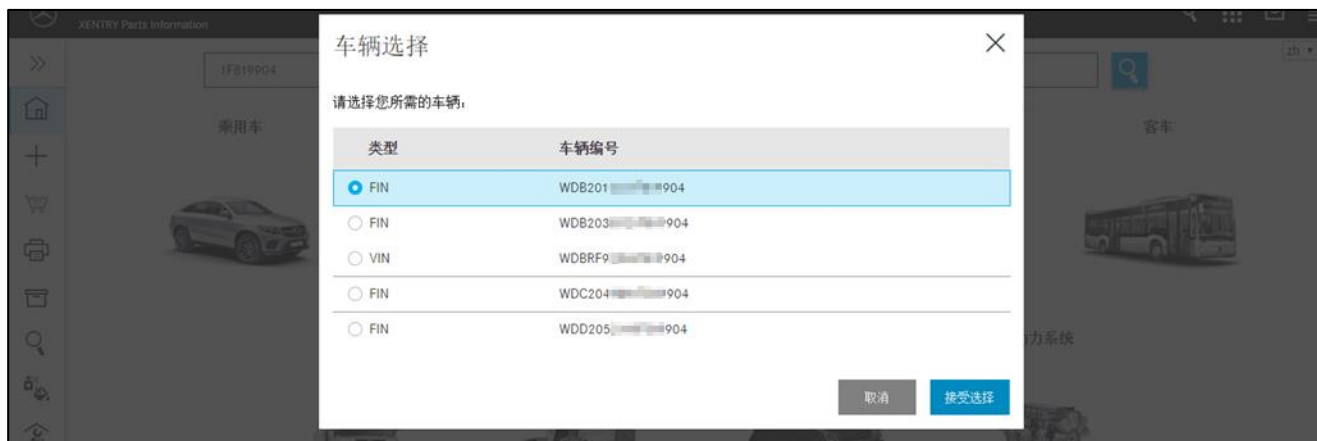 XENTRY Parts Information
车辆选择
zh
1F819904
请选择您所需的车辆：
乘用车
客车
类型 车辆编号
FIN WDB201 904
FIN WDB203 904
VIN WDBRF9 904
FIN WDC204 904
FIN WDD205 904
力系统
取消 接受选择